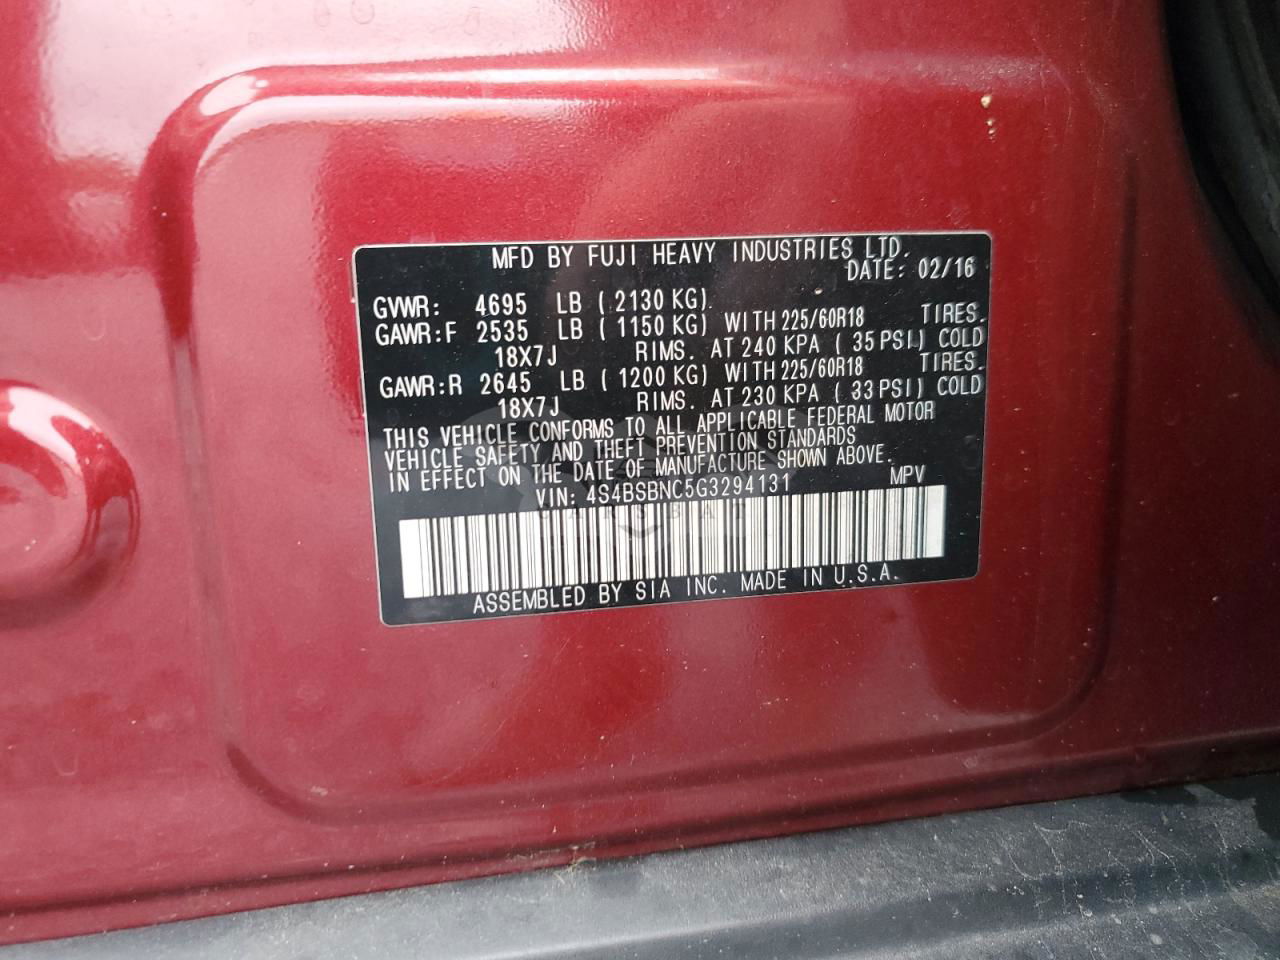 MFD BY FUJI HEAVY INDUSTRIES LTD.
DATE: 02/16
GVWR: 4695 LB ( 2130 KG).
GAWR:F 2535 LB ( 1150 KG) WITH 225/60R18 TIRES.
18X7J RIMS. AT 240 KPA ( 35 PSI.) COLD
GAWR:R 2645 LB ( 1200 KG) WITH 225/60R18 TIRES.
18X7J RIMS. AT 230 KPA ( 33 PSI) COLD
THIS VEHICLE CONFORMS TO ALL APPLICABLE FEDERAL MOTOR
VEHICLE SAFETY AND THEFT PREVENTION STANDARDS
IN EFFECT ON THE DATE OF MANUFACTURE SHOWN ABOVE.
VIN: 4S4BSBNC5G3294131 MPV
ASSEMBLED BY SIA INC. MADE IN U.S.A.